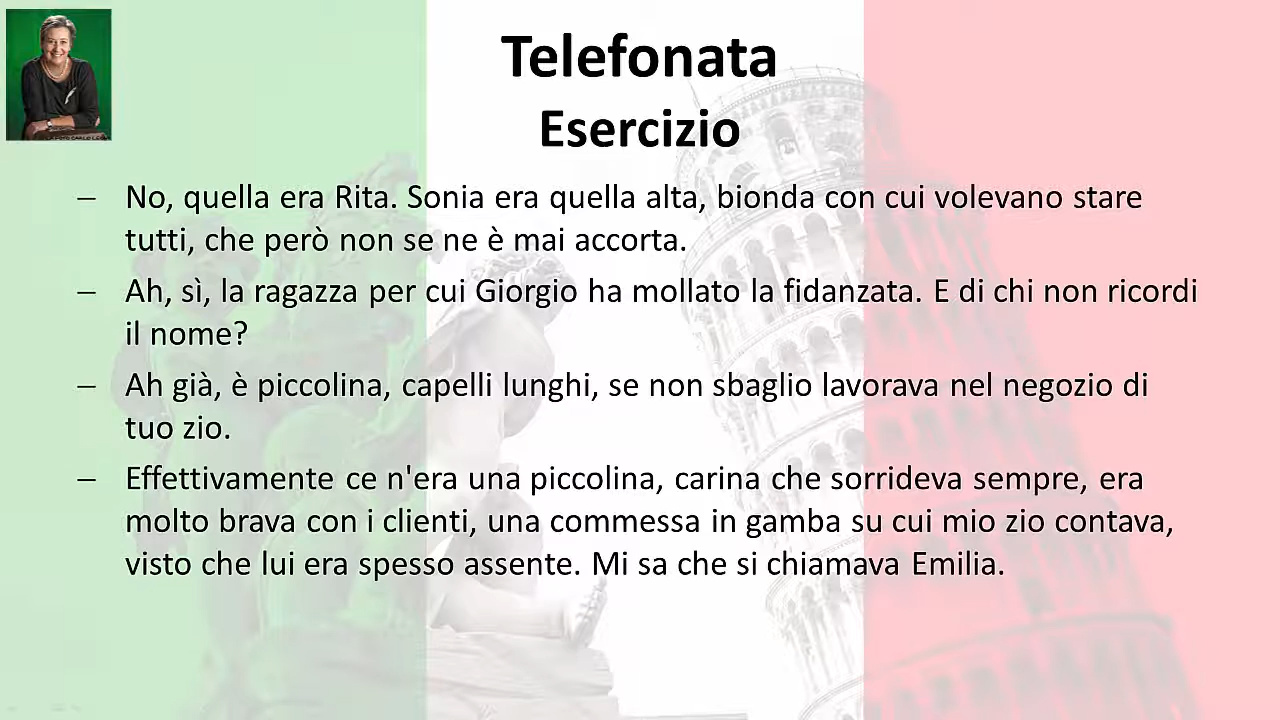 Telefonata
Esercizio
– No, quella era Rita. Sonia era quella alta, bionda con cui volevano stare
tutti, che però non se ne è mai accorta.
– Ah, sì, la ragazza per cui Giorgio ha mollato la fidanzata. E di chi non ricordi
il nome?
– Ah già, è piccolina, capelli lunghi, se non sbaglio lavorava nel negozio di
tuo zio.
– Effettivamente ce n'era una piccolina, carina che sorrideva sempre, era
molto brava con i clienti, una commessa in gamba su cui mio zio contava,
visto che lui era spesso assente. Mi sa che si chiamava Emilia.